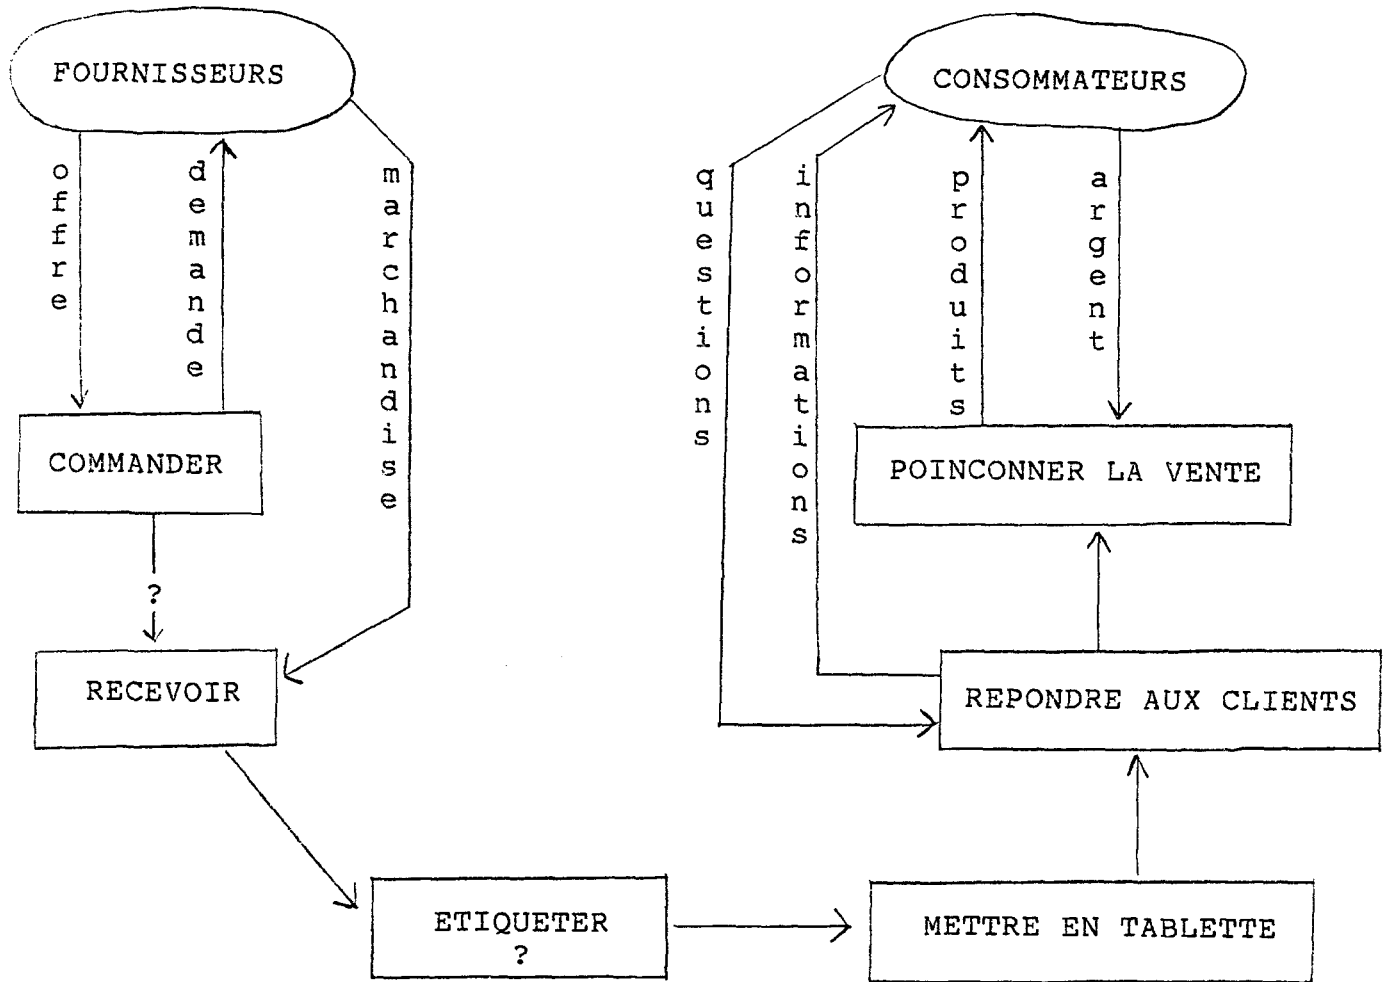 FOURNISSEURS
CONSOMMATEURS
offre
demande
marchandise
questions
informations
produits
argent
COMMANDER
POINCONNER LA VENTE
?
RECEVOIR
REPONDRE AUX CLIENTS
ETIQUETER
?
METTRE EN TABLETTE